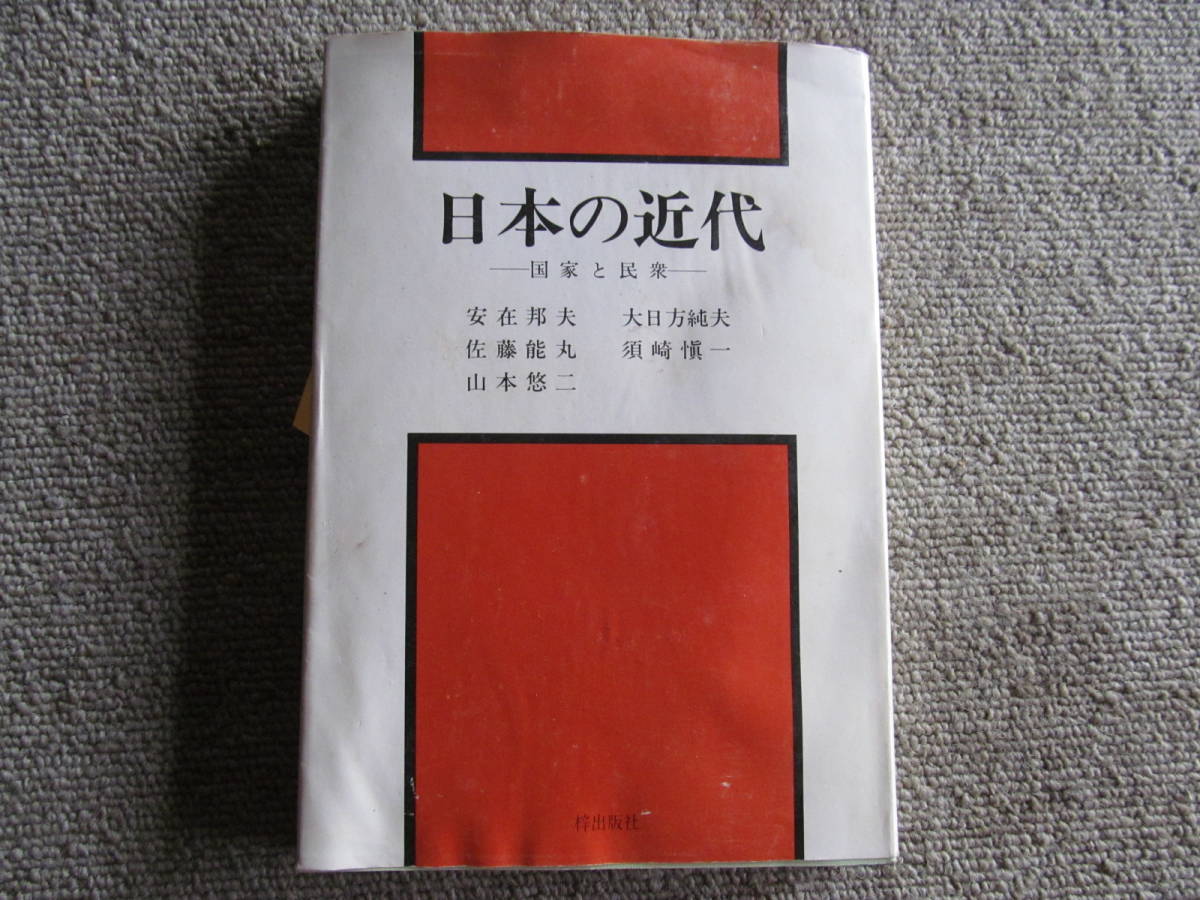 日本の近代
―国家と民衆―
安在邦夫 大日方純夫
佐藤能丸 須崎愼一
山本悠二
梓出版社